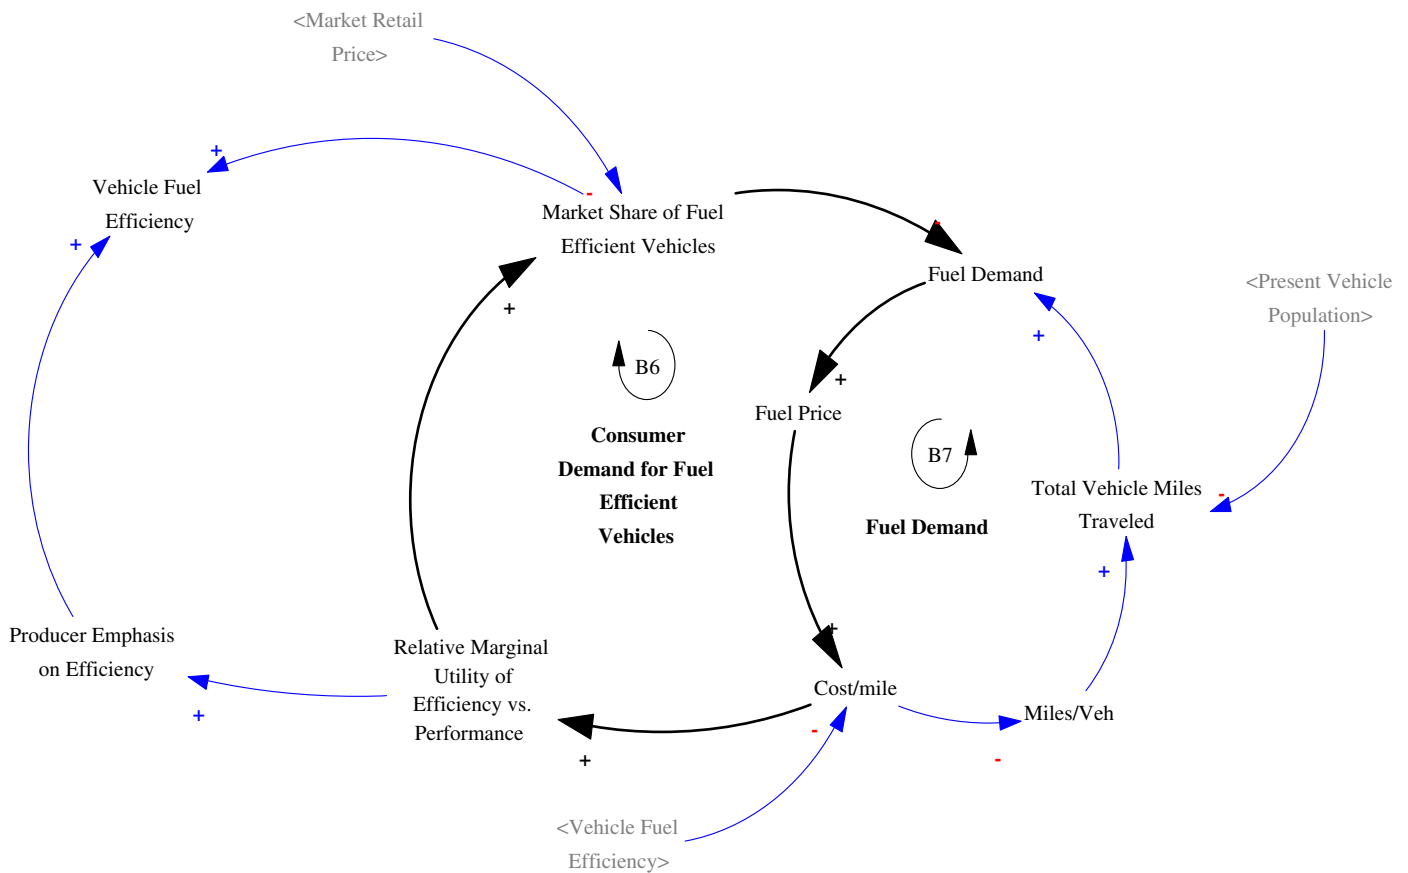 <Market Retail
Price>
+
Vehicle Fuel
Efficiency
+
-
Market Share of Fuel
Efficient Vehicles
+
-
Fuel Demand
<Present Vehicle
Population>
+
+
Fuel Price
B6
Consumer
Demand for Fuel
Efficient
Vehicles
B7
Fuel Demand
Total Vehicle Miles
Traveled
-
+
Producer Emphasis
on Efficiency
+
Relative Marginal
Utility of
Efficiency vs.
Performance
+
+
Cost/mile
-
Miles/Veh
-
<Vehicle Fuel
Efficiency>